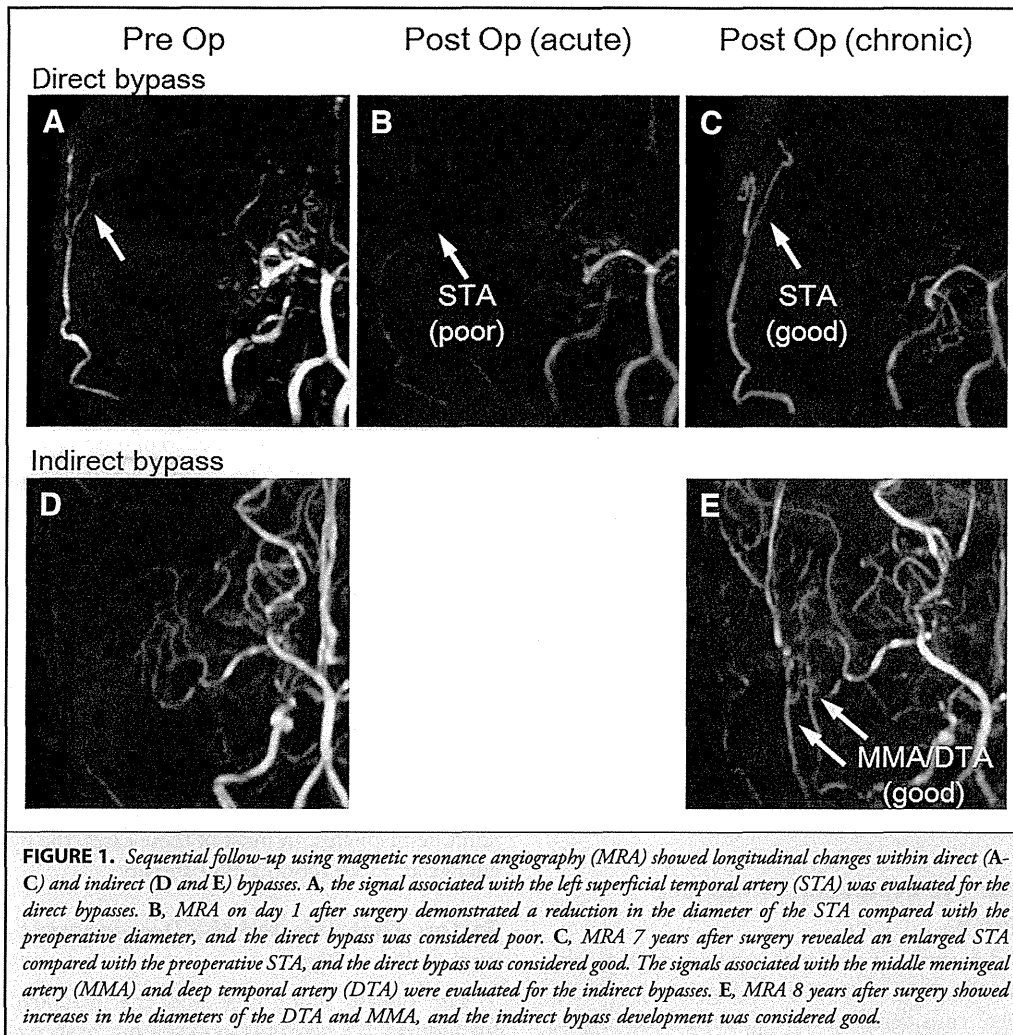 Pre Op Post Op (acute) Post Op (chronic)
Direct bypass
A B C
STA
(poor)
STA
(good)
Indirect bypass
D E
MMA/DTA
(good)
FIGURE 1. Sequential follow-up using magnetic resonance angiography (MRA) showed longitudinal changes within direct (A-
C) and indirect (D and E) bypasses. A, the signal associated with the left superficial temporal artery (STA) was evaluated for the
direct bypasses. B, MRA on day 1 after surgery demonstrated a reduction in the diameter of the STA compared with the
preoperative diameter, and the direct bypass was considered poor. C, MRA 7 years after surgery revealed an enlarged STA
compared with the preoperative STA, and the direct bypass was considered good. The signals associated with the middle meningeal
artery (MMA) and deep temporal artery (DTA) were evaluated for the indirect bypasses. E, MRA 8 years after surgery showed
increases in the diameters of the DTA and MMA, and the indirect bypass development was considered good.